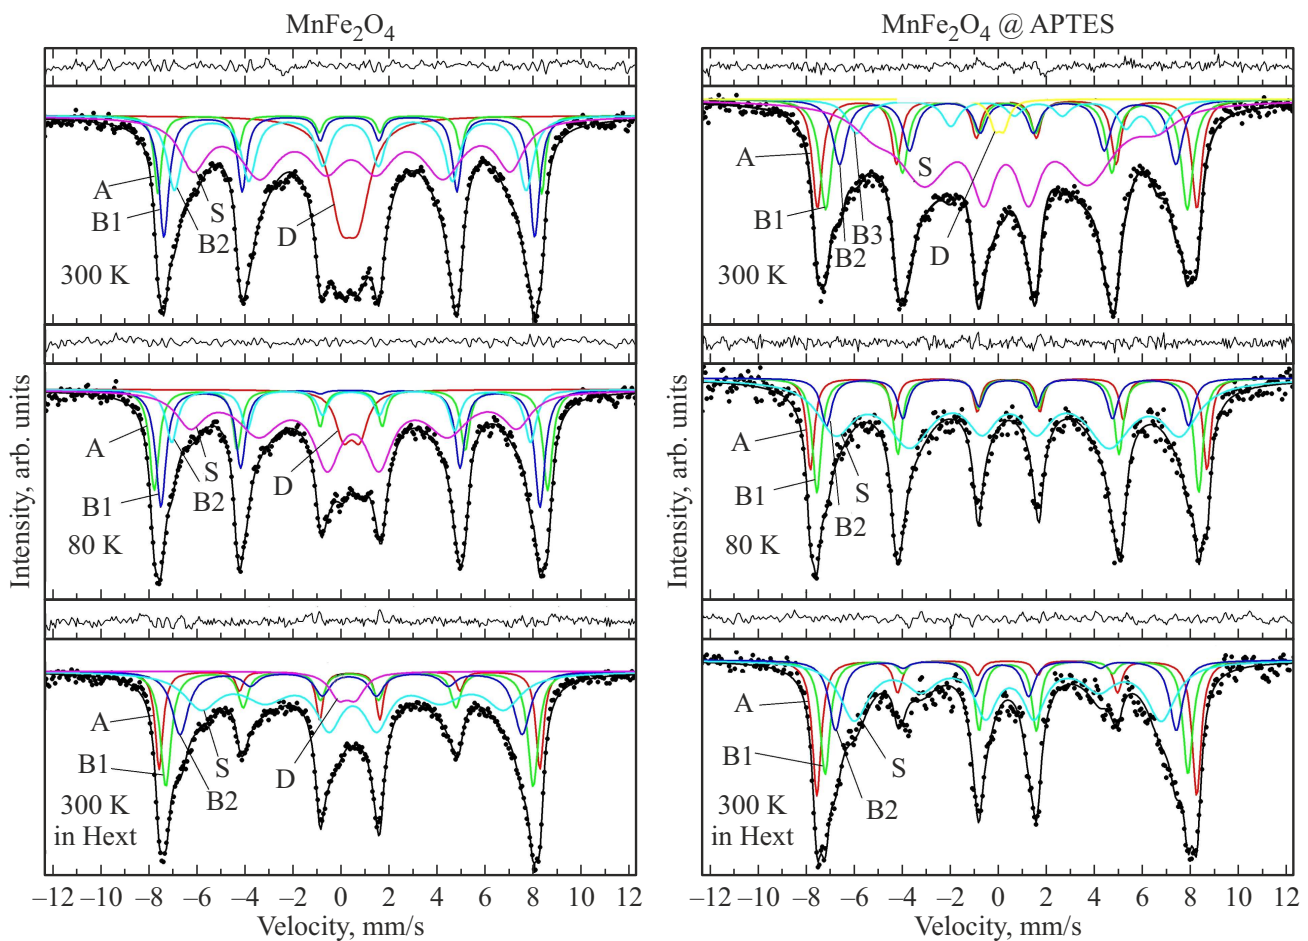 MnFe₂O₄
MnFe₂O₄ @ APTES
Intensity, arb. units
A
B1
S
B2
D
300 K
A
B1
S
B2
D
80 K
A
B1
S
B2
D
300 K
in Hext
–12 –10 –8 –6 –4 –2 0 2 4 6 8 10 12
Velocity, mm/s
Intensity, arb. units
A
B1
S
B3
B2
D
300 K
A
B1
S
B2
80 K
A
B1
S
B2
300 K
in Hext
–12 –10 –8 –6 –4 –2 0 2 4 6 8 10 12
Velocity, mm/s